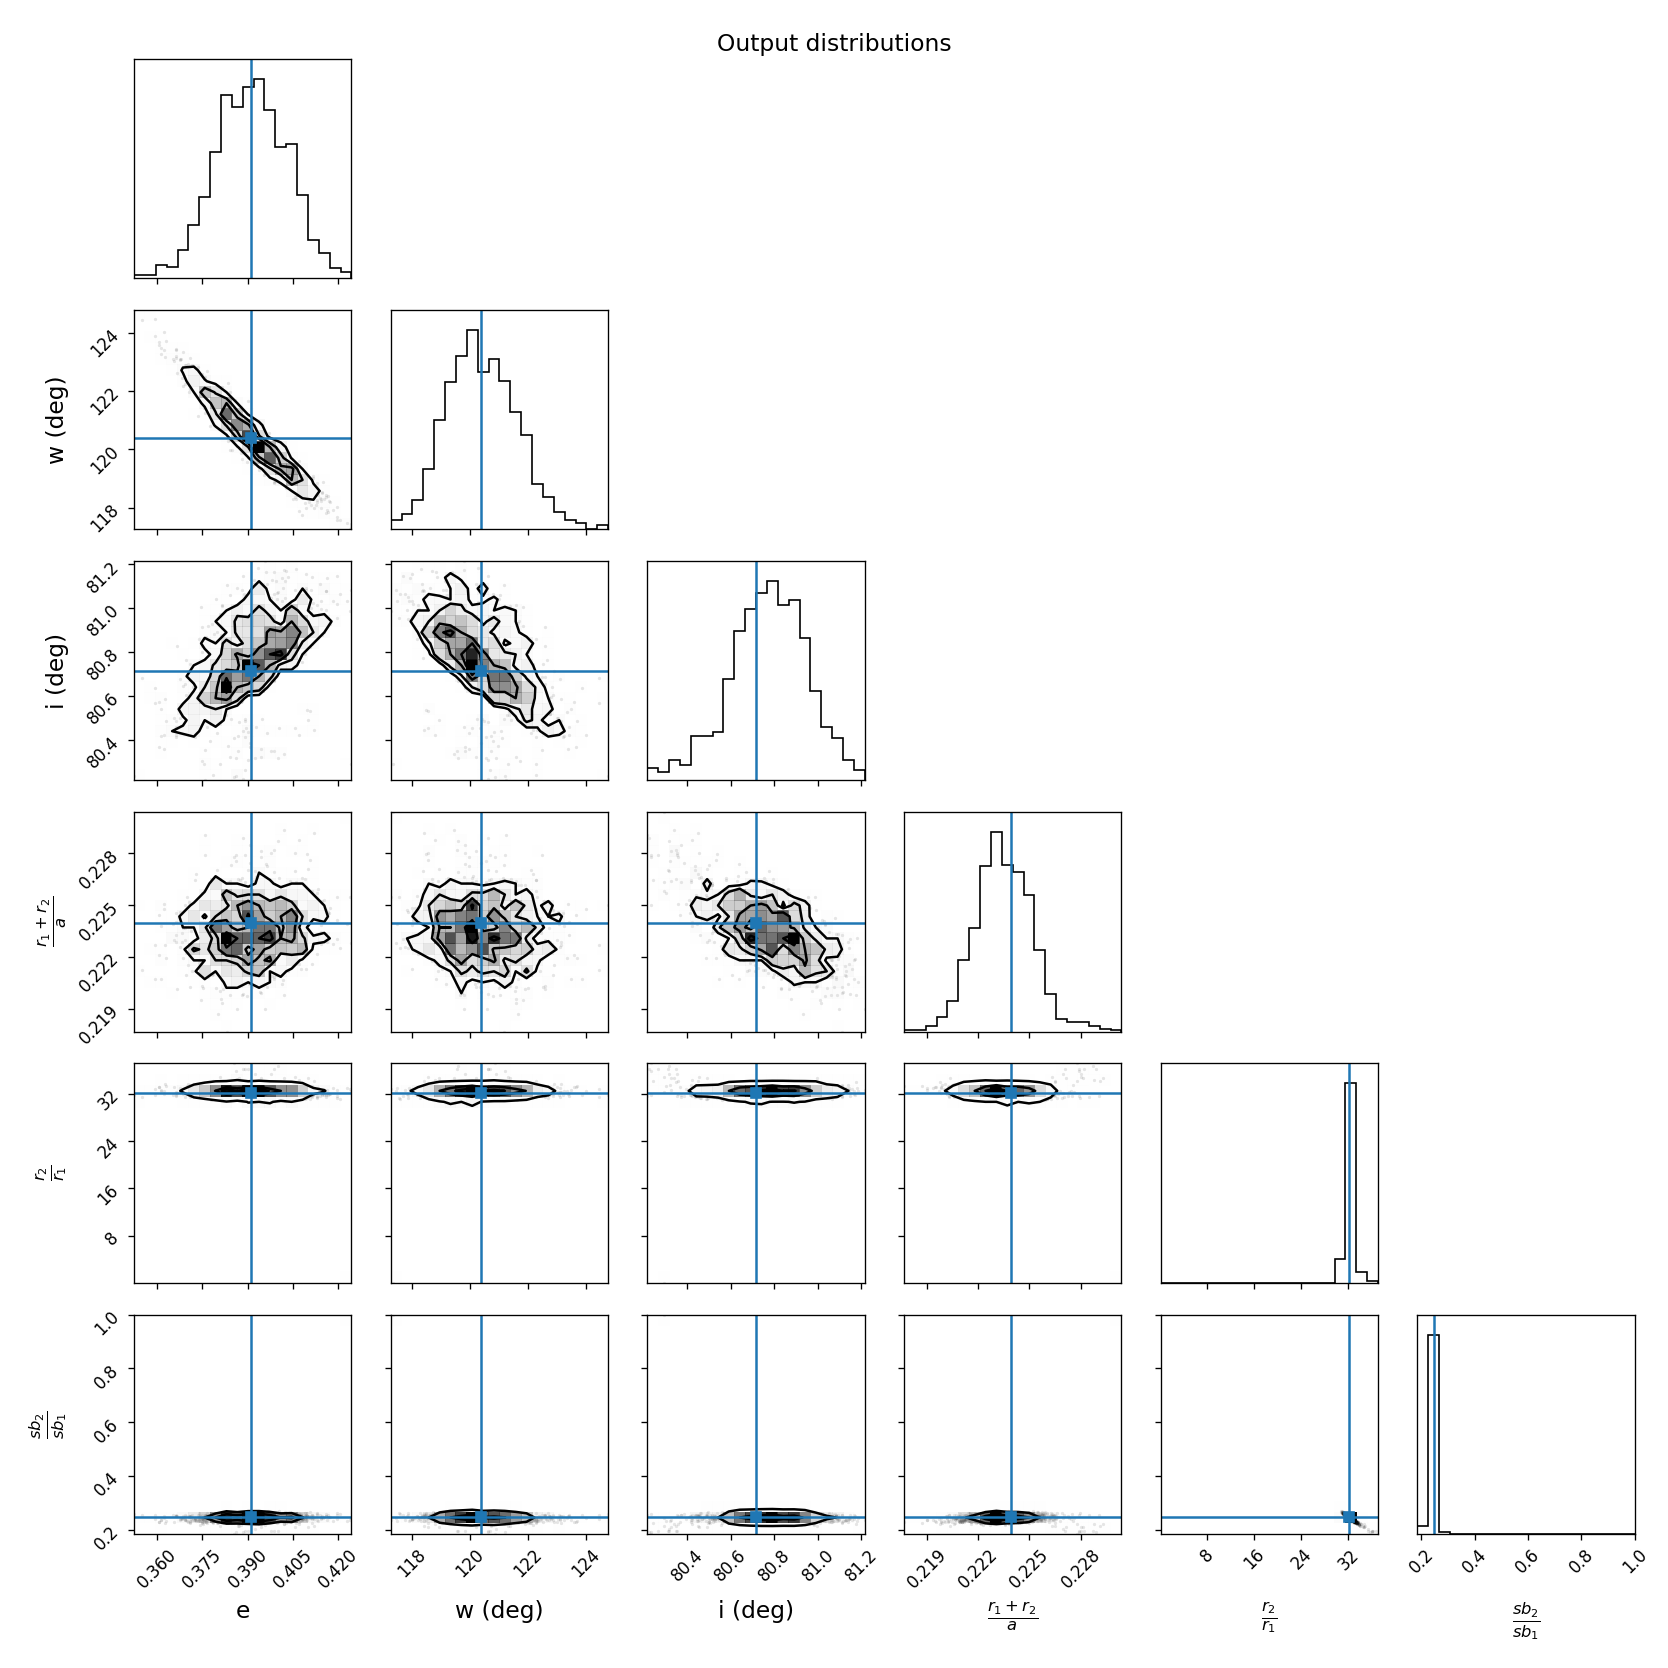 Output distributions
w (deg)
124
122
120
118
i (deg)
81.2
81.0
80.8
80.6
80.4
r₁ + r₂
a
0.228
0.225
0.222
0.219
r₂
r₁
32
24
16
8
sb₂
sb₁
1.0
0.8
0.6
0.4
0.2
0.360 0.375 0.390 0.405 0.420 118 120 122 124 80.4 80.6 80.8 81.0 81.2 0.219 0.222 0.225 0.228 8 16 24 32 0.2 0.4 0.6 0.8 1.0
e w (deg) i (deg) r₁ + r₂ r₂ sb₂
a r₁ sb₁